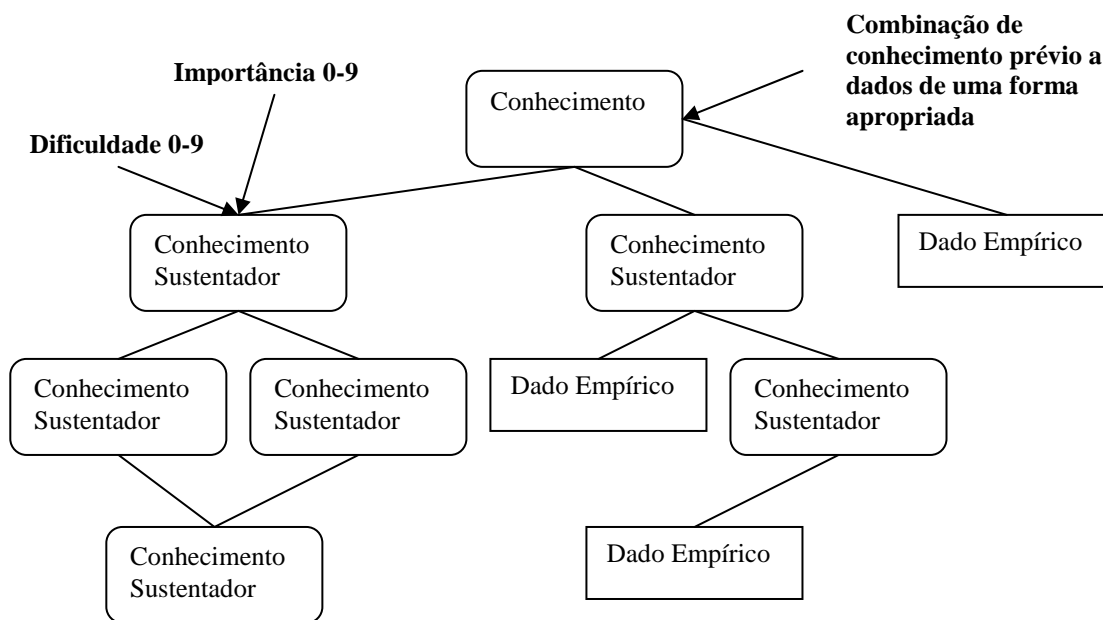 Combinação de
conhecimento prévio a
dados de uma forma
apropriada
Importância 0-9
Conhecimento
Dificuldade 0-9
Conhecimento
Sustentador
Conhecimento
Sustentador
Dado Empírico
Conhecimento
Sustentador
Conhecimento
Sustentador
Dado Empírico
Conhecimento
Sustentador
Conhecimento
Sustentador
Dado Empírico